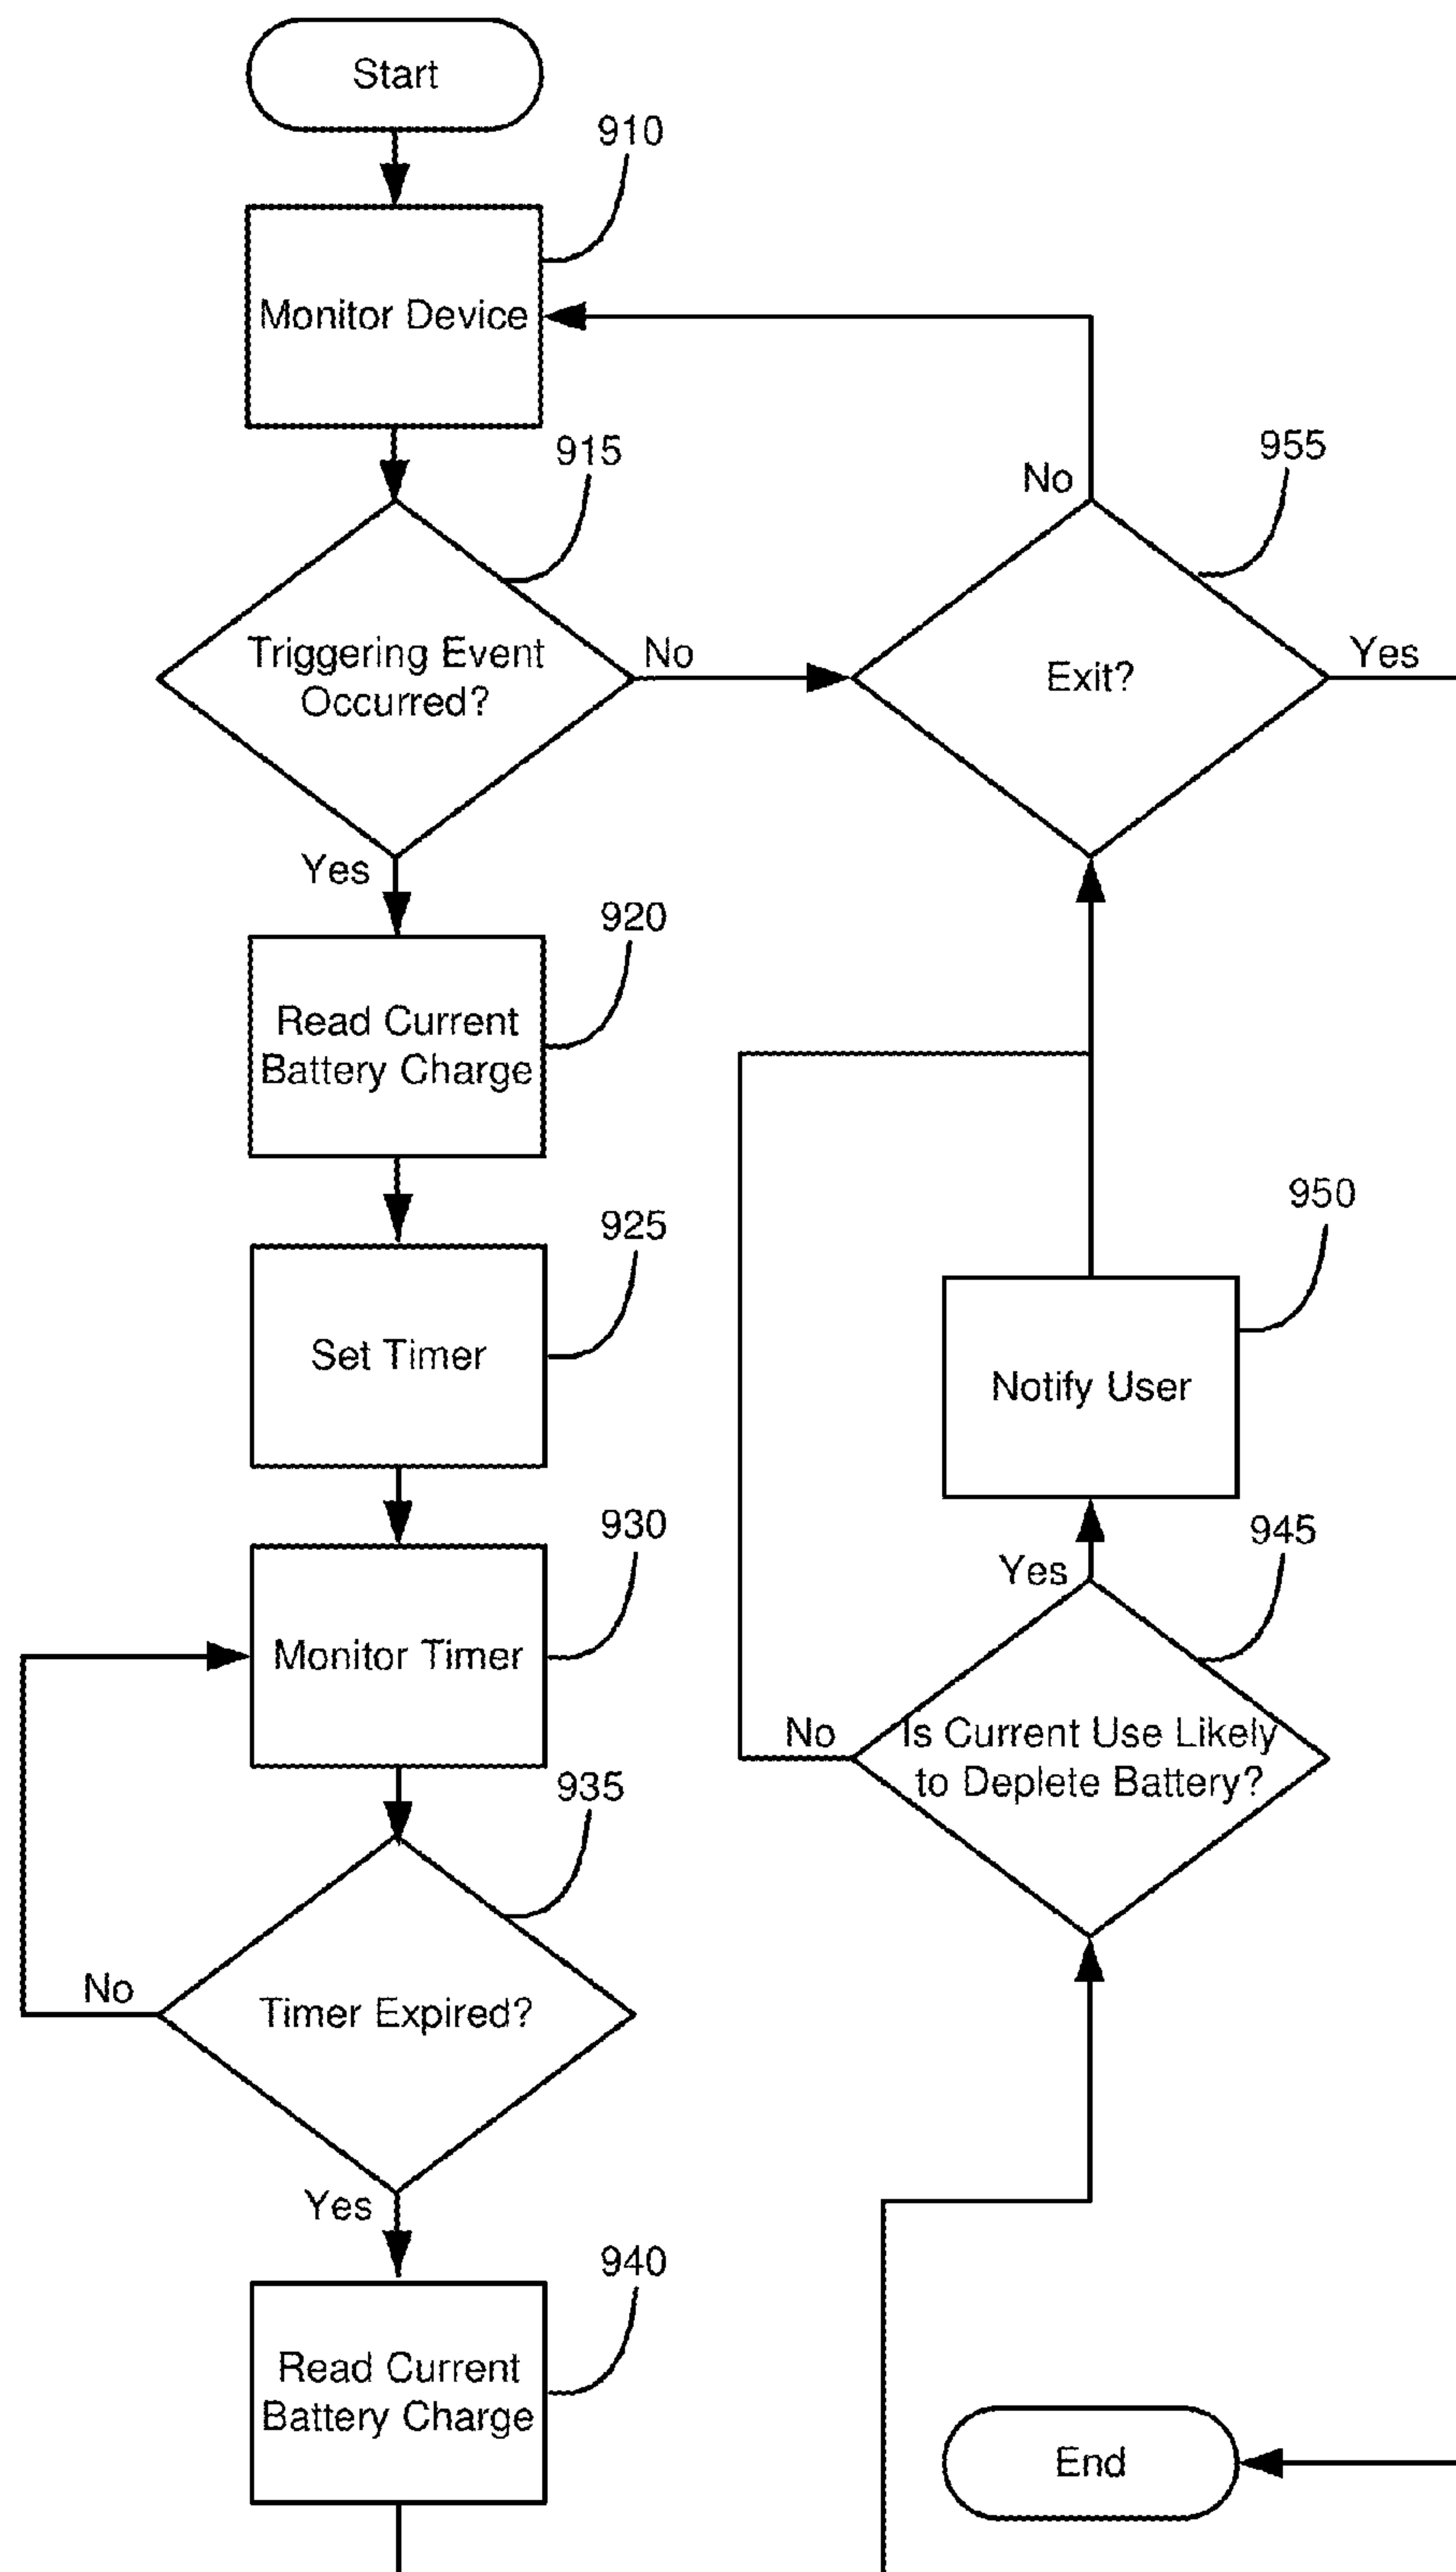 Start
910
Monitor Device
915
Triggering Event
Occurred?
No
Yes
920
Read Current
Battery Charge
925
Set Timer
930
Monitor Timer
935
Timer Expired?
No
Yes
940
Read Current
Battery Charge
945
Is Current Use Likely
to Deplete Battery?
No
Yes
950
Notify User
955
Exit?
No
Yes
End